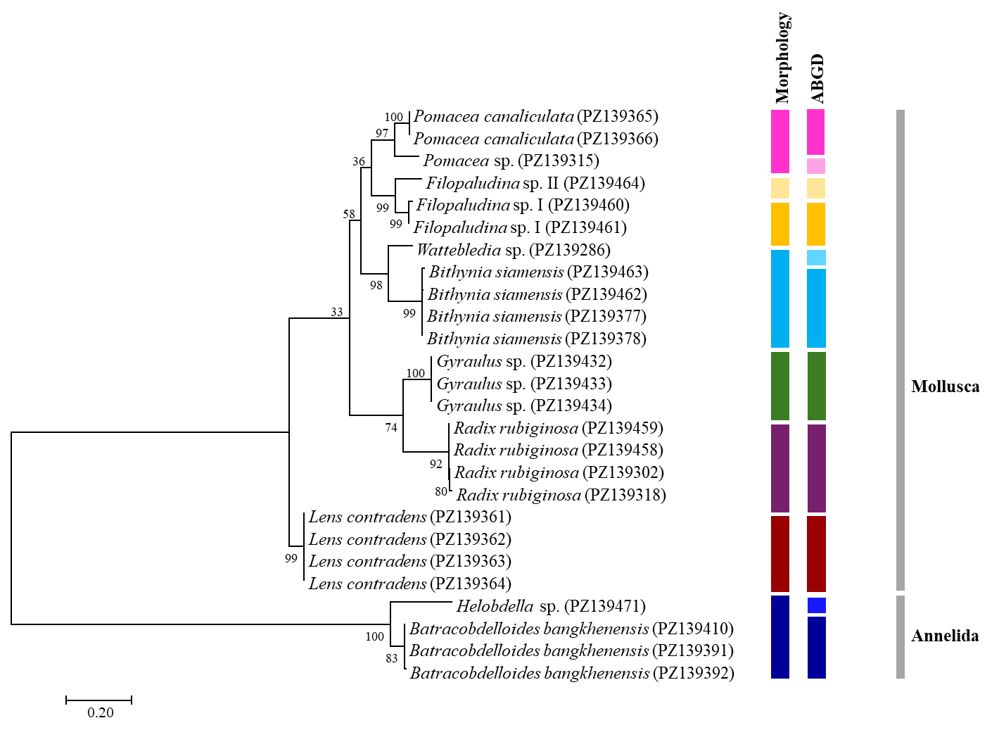 Morphology
ABGD
100
Pomacea canaliculata (PZ139365)
97
Pomacea canaliculata (PZ139366)
36
Pomacea sp. (PZ139315)
Filopaludina sp. II (PZ139464)
99
Filopaludina sp. I (PZ139460)
58
99
Filopaludina sp. I (PZ139461)
Wattebledia sp. (PZ139286)
Bithynia siamensis (PZ139463)
98
Bithynia siamensis (PZ139462)
33
99
Bithynia siamensis (PZ139377)
Bithynia siamensis (PZ139378)
Gyraulus sp. (PZ139432)
100
Gyraulus sp. (PZ139433)
Mollusca
Gyraulus sp. (PZ139434)
74
Radix rubiginosa (PZ139459)
Radix rubiginosa (PZ139458)
92
Radix rubiginosa (PZ139302)
80
Radix rubiginosa (PZ139318)
Lens contradens (PZ139361)
Lens contradens (PZ139362)
99
Lens contradens (PZ139363)
Lens contradens (PZ139364)
Helobdella sp. (PZ139471)
Batracobdelloides bangkhenensis (PZ139410)
100
Annelida
Batracobdelloides bangkhenensis (PZ139391)
83
Batracobdelloides bangkhenensis (PZ139392)
0.20